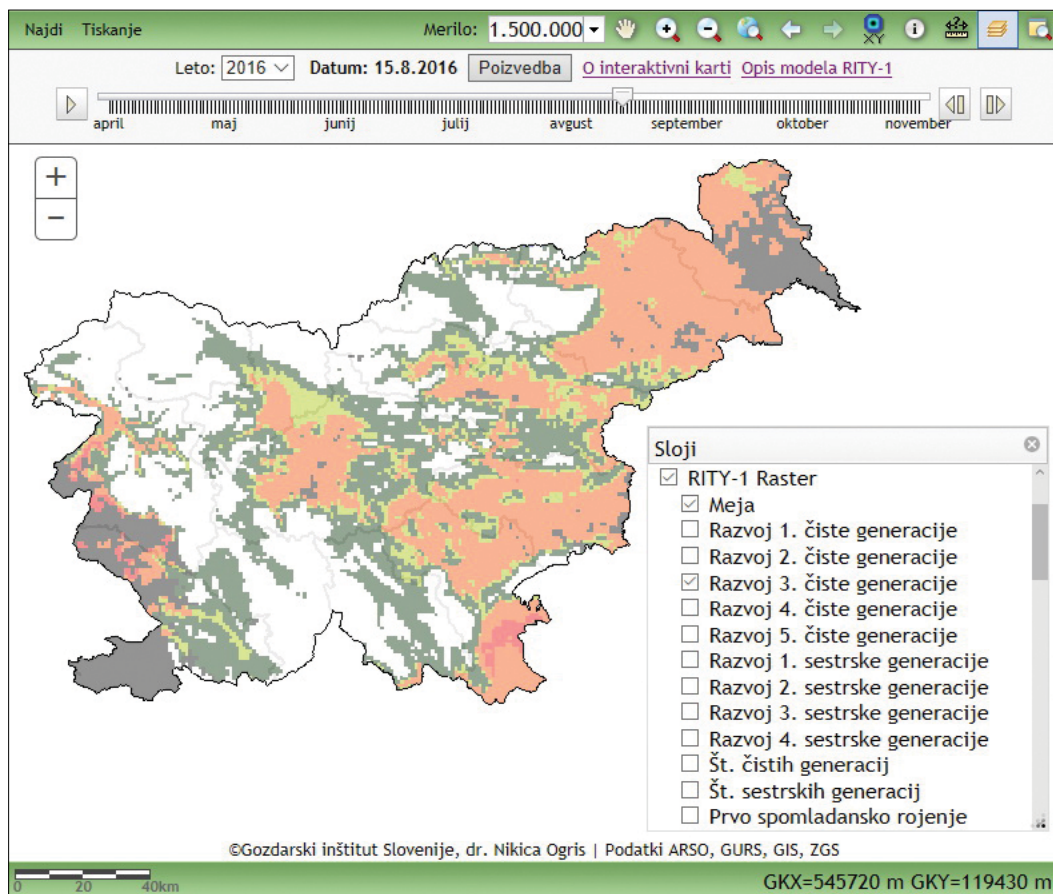 Najdi Tiskanje Merilo: 1.500.000 XY
Leto: 2016 Datum: 15.8.2016 Poizvedba O interaktivni karti Opis modela RITY-1
april maj junij julij avgust september oktober november
+
−
Sloji
RITY-1 Raster
Meja
Razvoj 1. čiste generacije
Razvoj 2. čiste generacije
Razvoj 3. čiste generacije
Razvoj 4. čiste generacije
Razvoj 5. čiste generacije
Razvoj 1. sestrske generacije
Razvoj 2. sestrske generacije
Razvoj 3. sestrske generacije
Razvoj 4. sestrske generacije
Št. čistih generacij
Št. sestrskih generacij
Prvo spomladansko rojenje
©Gozdarski inštitut Slovenije, dr. Nikica Ogris | Podatki ARSO, GURS, GIS, ZGS
0 20 40km GKX=545720 m GKY=119430 m